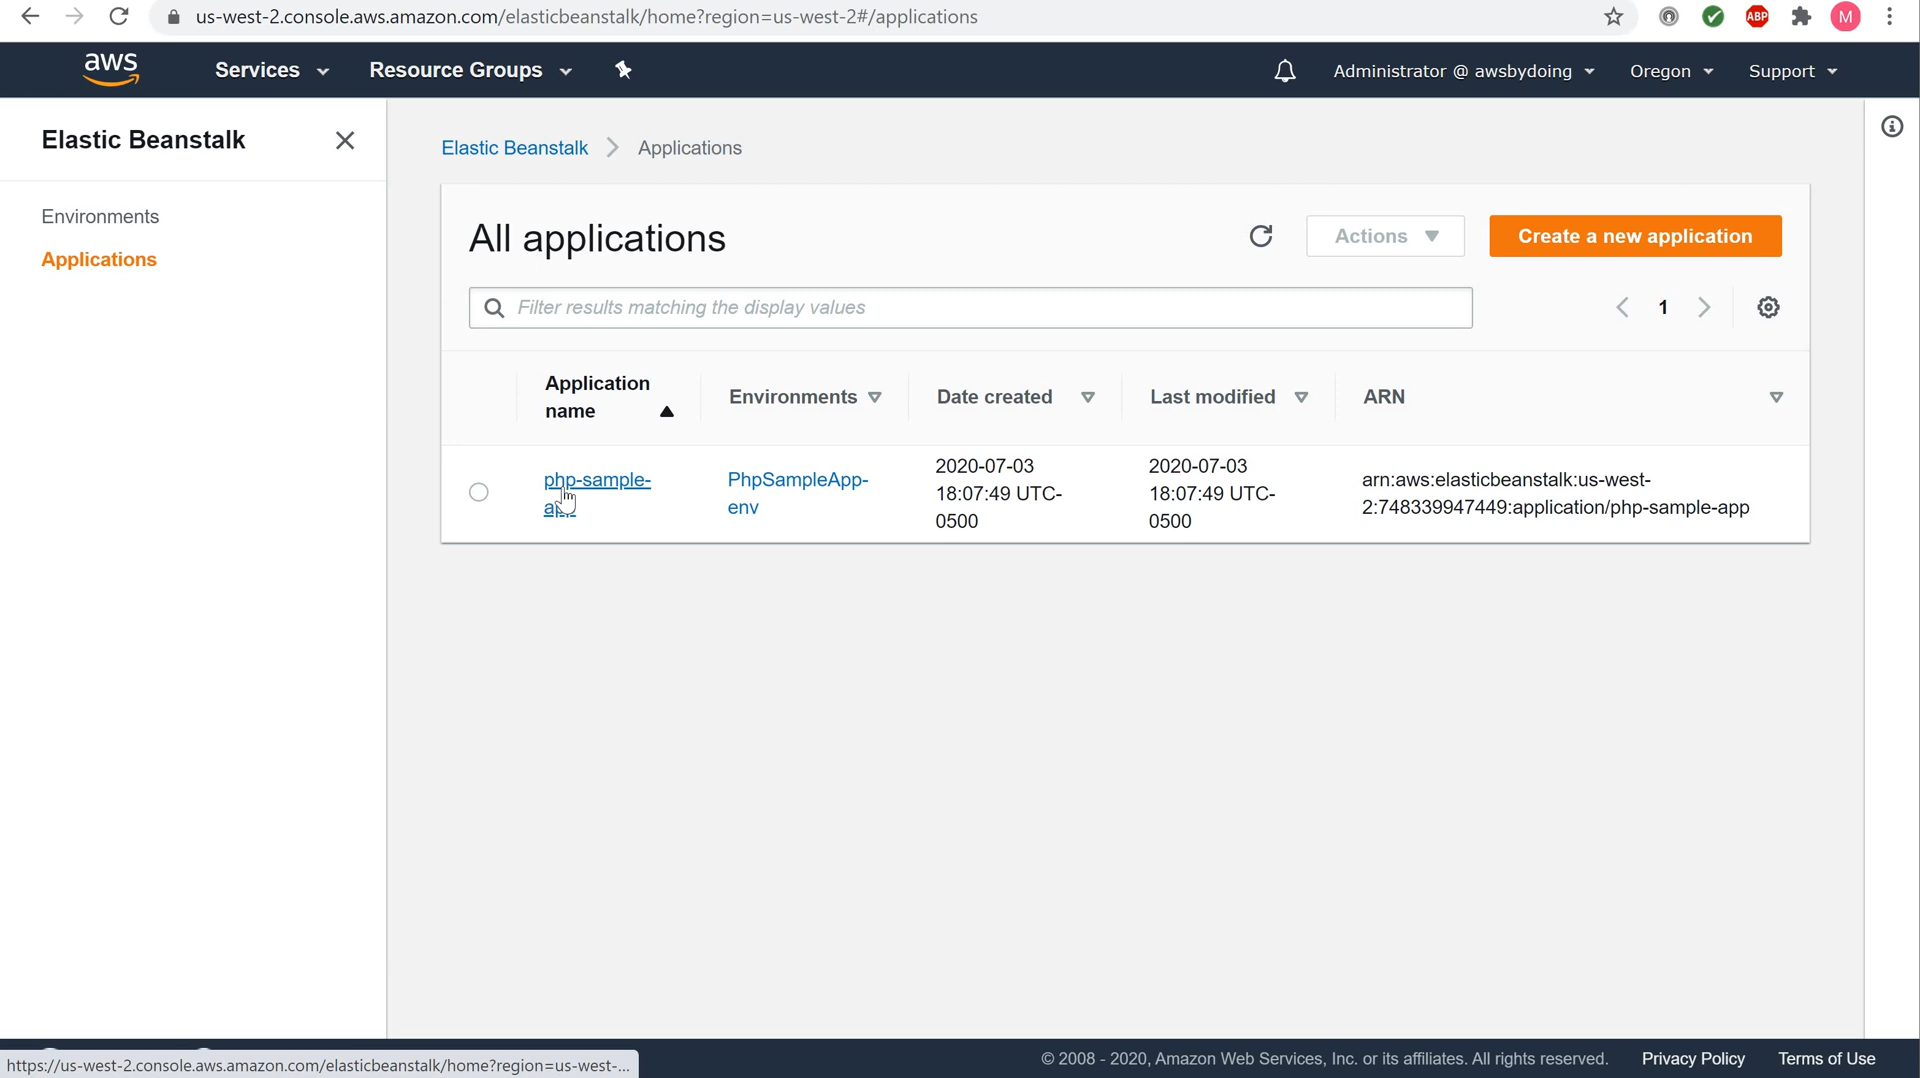 us-west-2.console.aws.amazon.com/elasticbeanstalk/home?region=us-west-2#/applications
ABP
M
aws
Services
Resource Groups
Administrator @ awsbydoing
Oregon
Support
Elastic Beanstalk
Environments
Applications
Elastic Beanstalk
Applications
All applications
Actions
Create a new application
Filter results matching the display values
1
Application
name
Environments
Date created
Last modified
ARN
php-sample-
app
PhpSampleApp-
env
2020-07-03
18:07:49 UTC-
0500
2020-07-03
18:07:49 UTC-
0500
arn:aws:elasticbeanstalk:us-west-
2:748339947449:application/php-sample-app
https://us-west-2.console.aws.amazon.com/elasticbeanstalk/home?region=us-west-...
© 2008 - 2020, Amazon Web Services, Inc. or its affiliates. All rights reserved.
Privacy Policy
Terms of Use